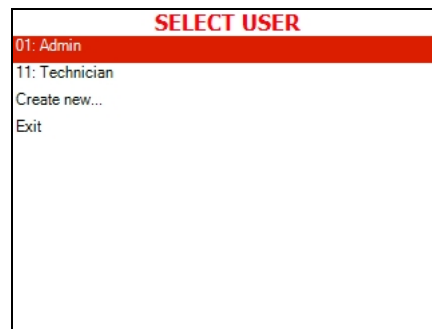 SELECT USER
01: Admin
11: Technician
Create new...
Exit